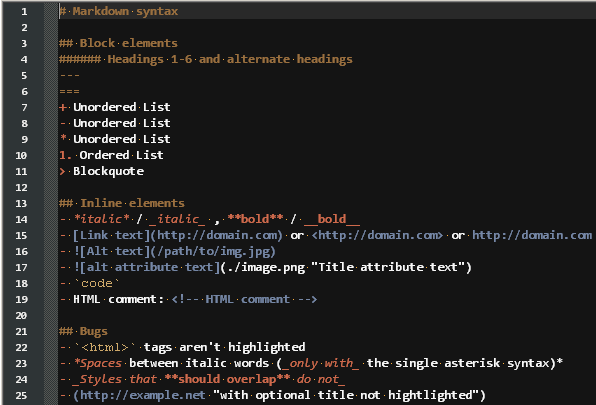 1 # Markdown syntax
2
3 ## Block elements
4 ###### Headings 1-6 and alternate headings
5 ---
6 ===
7 + Unordered List
8 - Unordered List
9 * Unordered List
10 1. Ordered List
11 > Blockquote
12
13 ## Inline elements
14 - *italic* / _italic_ , **bold** / __bold__
15 - [Link text](http://domain.com) or <http://domain.com> or http://domain.com
16 - ![Alt text](/path/to/img.jpg)
17 - ![alt attribute text](./image.png "Title attribute text")
18 - `code`
19 - HTML comment: <!-- HTML comment -->
20
21 ## Bugs
22 - `<html>` tags aren't highlighted
23 - *Spaces between italic words (_only with_ the single asterisk syntax)*
24 - _Styles that **should overlap** do not_
25 - (http://example.net "with optional title not hightlighted")